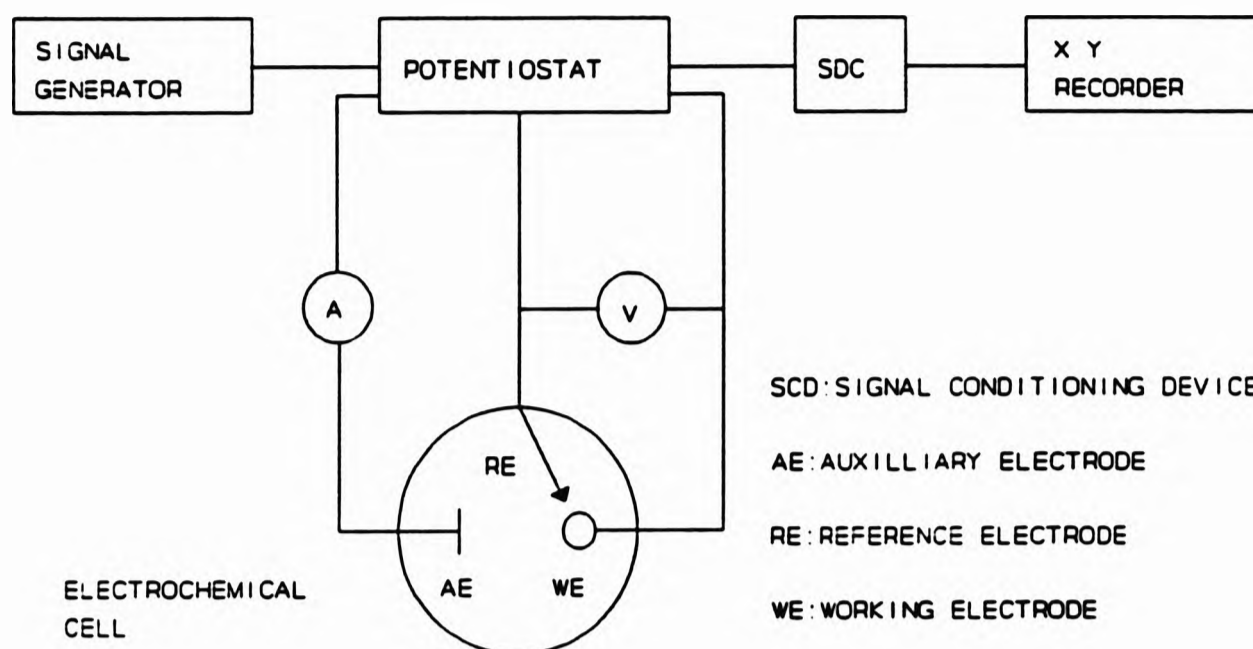 SIGNAL
GENERATOR
POTENTIOSTAT
SDC
X Y
RECORDER
A
V
SCD:SIGNAL CONDITIONING DEVICE
RE
AE:AUXILLIARY ELECTRODE
RE:REFERENCE ELECTRODE
AE
WE
ELECTROCHEMICAL
CELL
WE:WORKING ELECTRODE